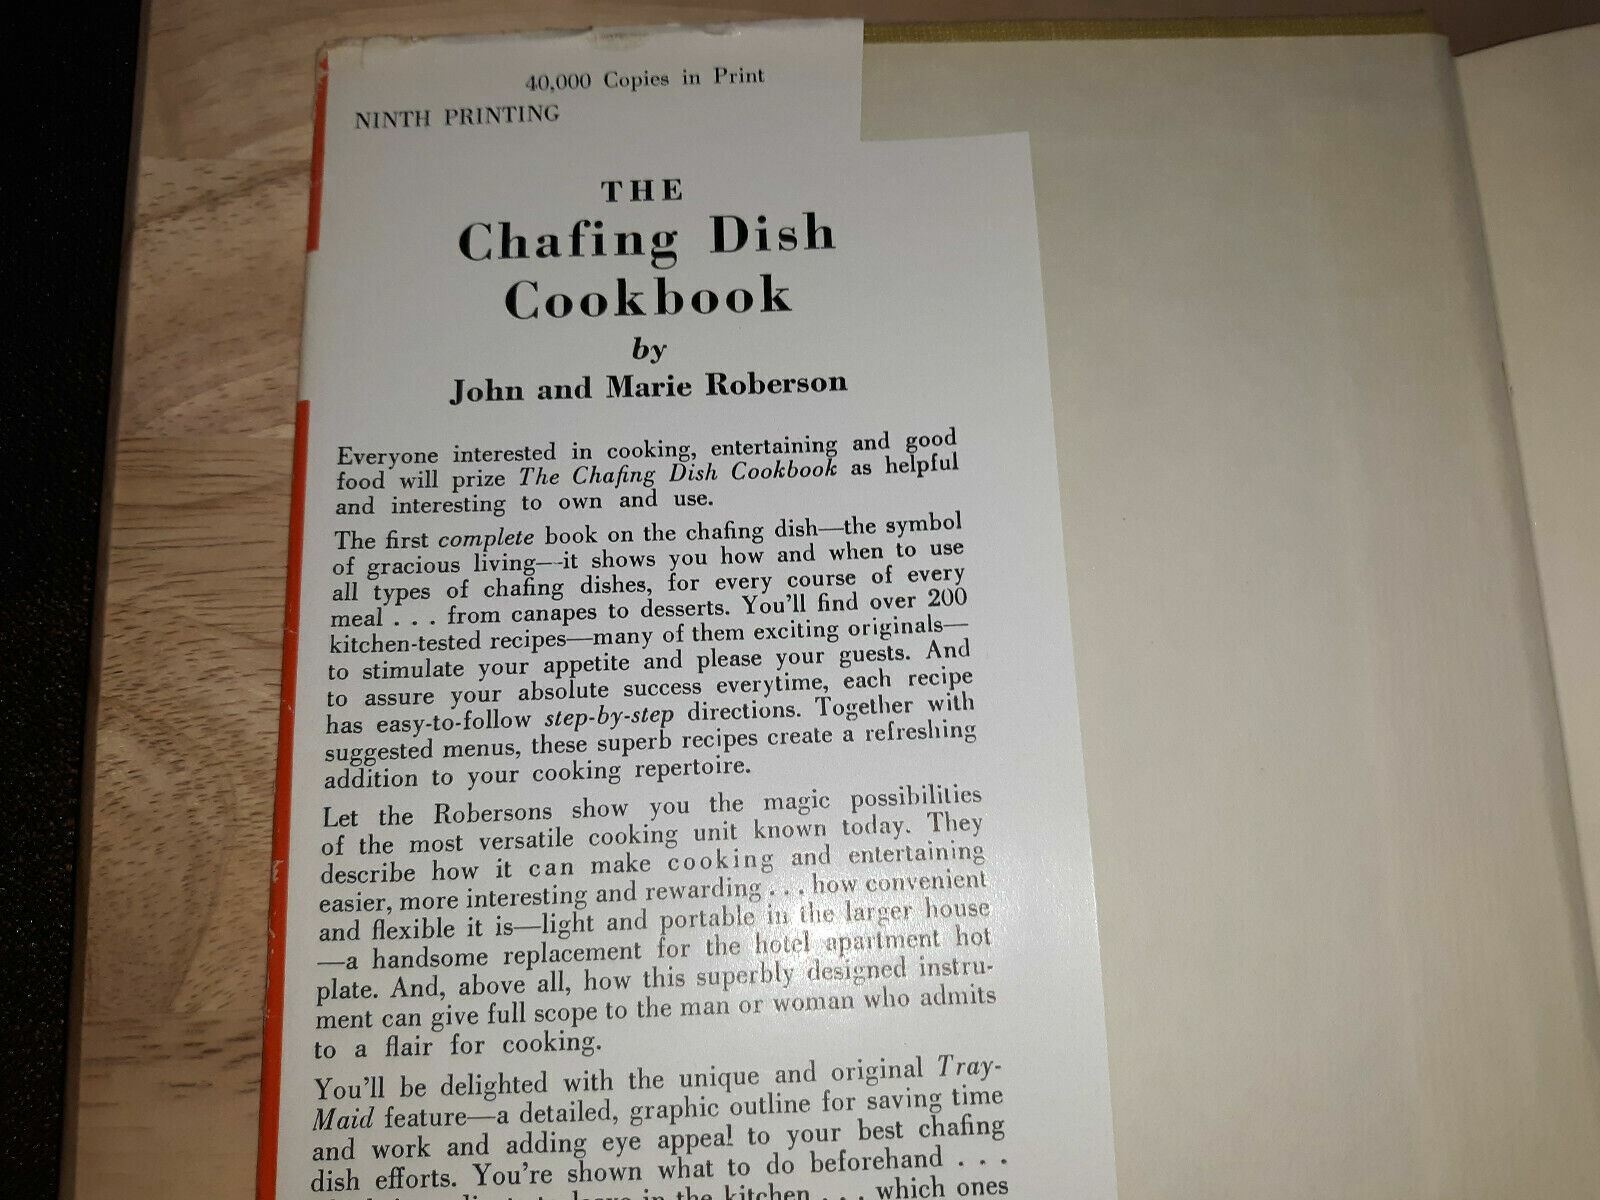 40,000 Copies in Print
NINTH PRINTING
THE
Chafing Dish
Cookbook
by
John and Marie Roberson
Everyone interested in cooking, entertaining and good
food will prize The Chafing Dish Cookbook as helpful
and interesting to own and use.
The first complete book on the chafing dish—the symbol
of gracious living—it shows you how and when to use
all types of chafing dishes, for every course of every
meal . . . from canapes to desserts. You'll find over 200
kitchen-tested recipes—many of them exciting originals—
to stimulate your appetite and please your guests. And
to assure your absolute success everytime, each recipe
has easy-to-follow step-by-step directions. Together with
suggested menus, these superb recipes create a refreshing
addition to your cooking repertoire.
Let the Robersons show you the magic possibilities
of the most versatile cooking unit known today. They
describe how it can make cooking and entertaining
easier, more interesting and rewarding . . . how convenient
and flexible it is—light and portable in the larger house
—a handsome replacement for the hotel apartment hot
plate. And, above all, how this superbly designed instru-
ment can give full scope to the man or woman who admits
to a flair for cooking.
You'll be delighted with the unique and original Tray-
Maid feature—a detailed, graphic outline for saving time
and work and adding eye appeal to your best chafing
dish efforts. You're shown what to do beforehand . . .
to leave in the kitchen . . . which ones